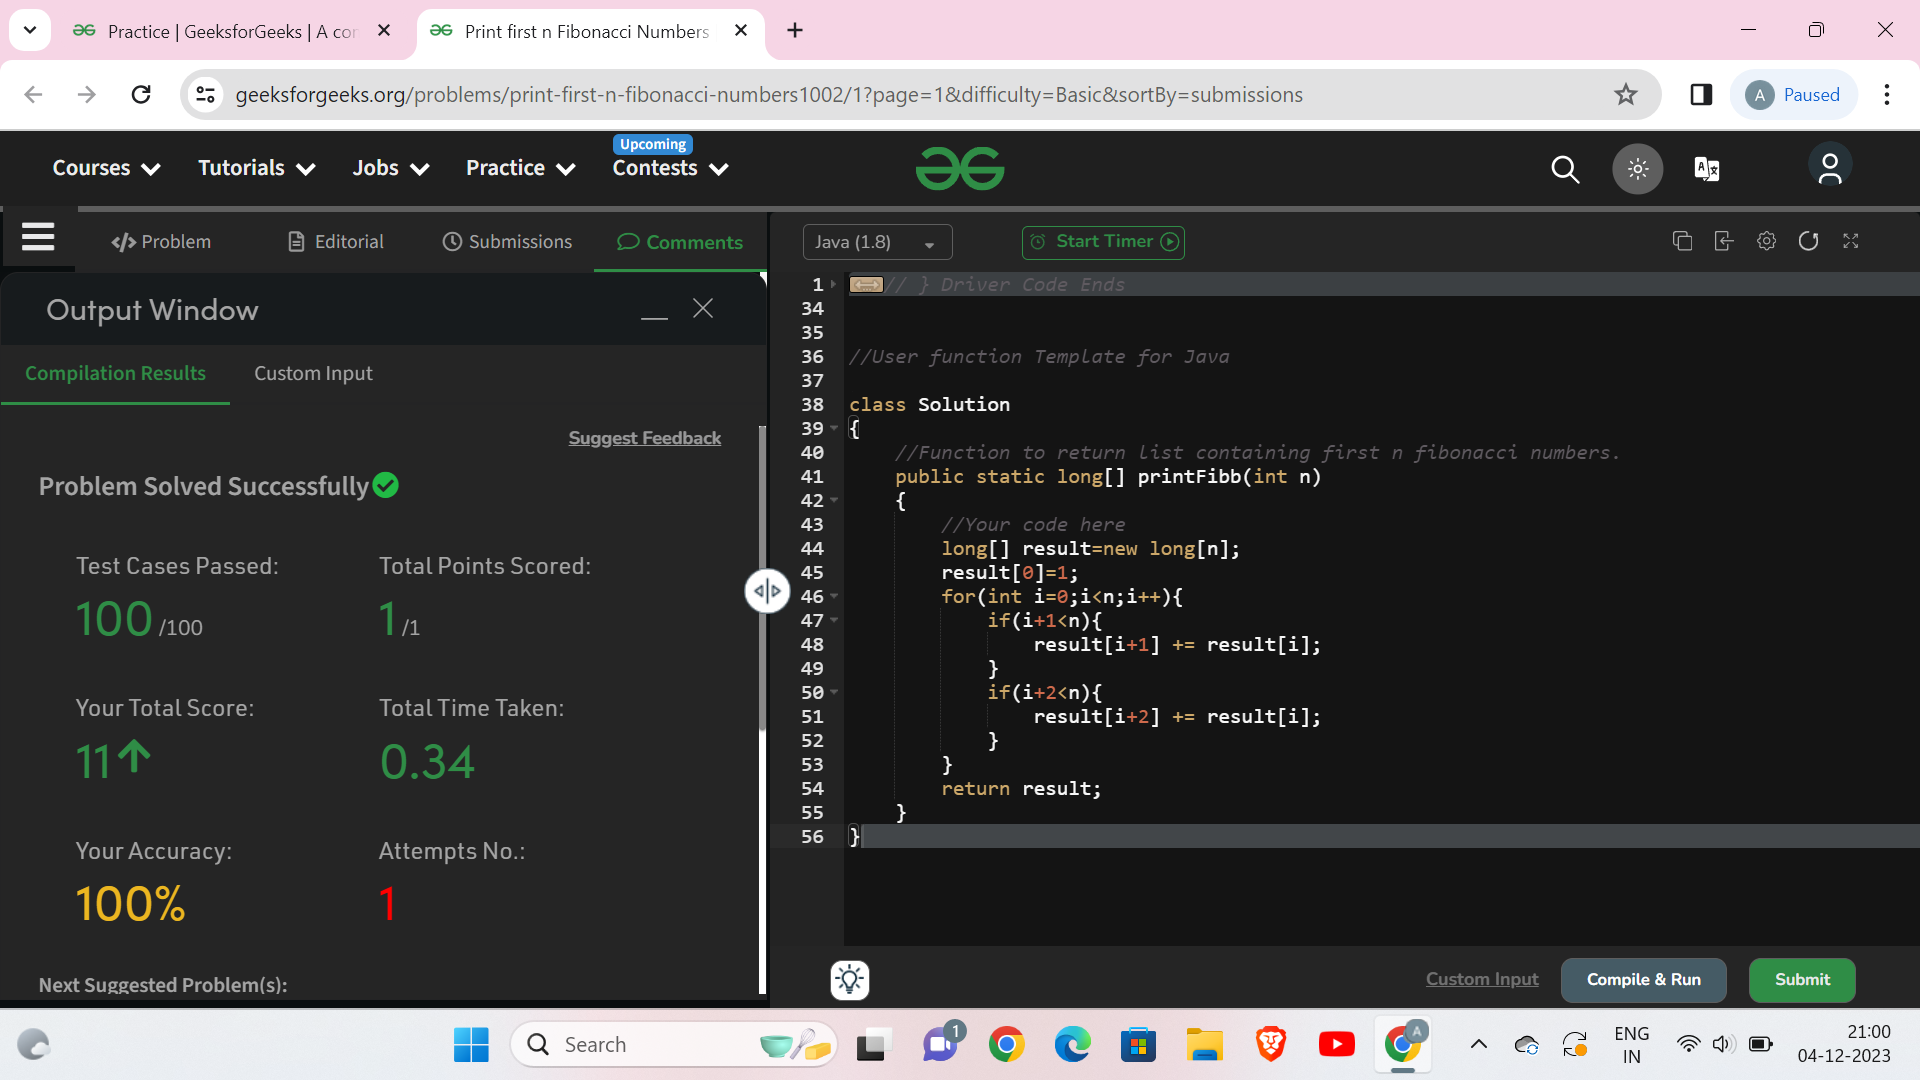 Practice | GeeksforGeeks | A co
Print first n Fibonacci Numbers
geeksforgeeks.org/problems/print-first-n-fibonacci-numbers1002/1?page=1&difficulty=Basic&sortBy=submissions
A Paused
Upcoming
Courses Tutorials Jobs Practice Contests
Problem Editorial Submissions Comments
Java (1.8) Start Timer
Output Window
Compilation Results Custom Input
Suggest Feedback
Problem Solved Successfully
Test Cases Passed: Total Points Scored:
100 /100 1 /1
Your Total Score: Total Time Taken:
11 0.34
Your Accuracy: Attempts No.:
100% 1
Next Suggested Problem(s):
1 // } Driver Code Ends
34
35
36 //User function Template for Java
37
38 class Solution
39 {
40 //Function to return list containing first n fibonacci numbers.
41 public static long[] printFibb(int n)
42 {
43 //Your code here
44 long[] result=new long[n];
45 result[0]=1;
46 for(int i=0;i<n;i++){
47 if(i+1<n){
48 result[i+1] += result[i];
49 }
50 if(i+2<n){
51 result[i+2] += result[i];
52 }
53 }
54 return result;
55 }
56 }
Custom Input Compile & Run Submit
Search
1
A
ENG
IN
21:00
04-12-2023